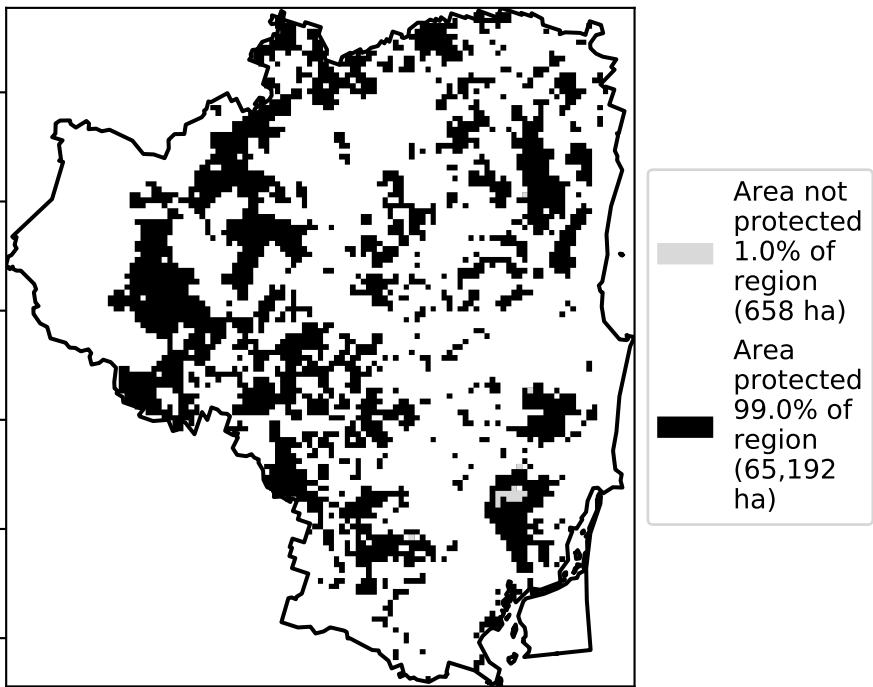 Area not
protected
1.0% of
region
(658 ha)
Area
protected
99.0% of
region
(65,192
ha)